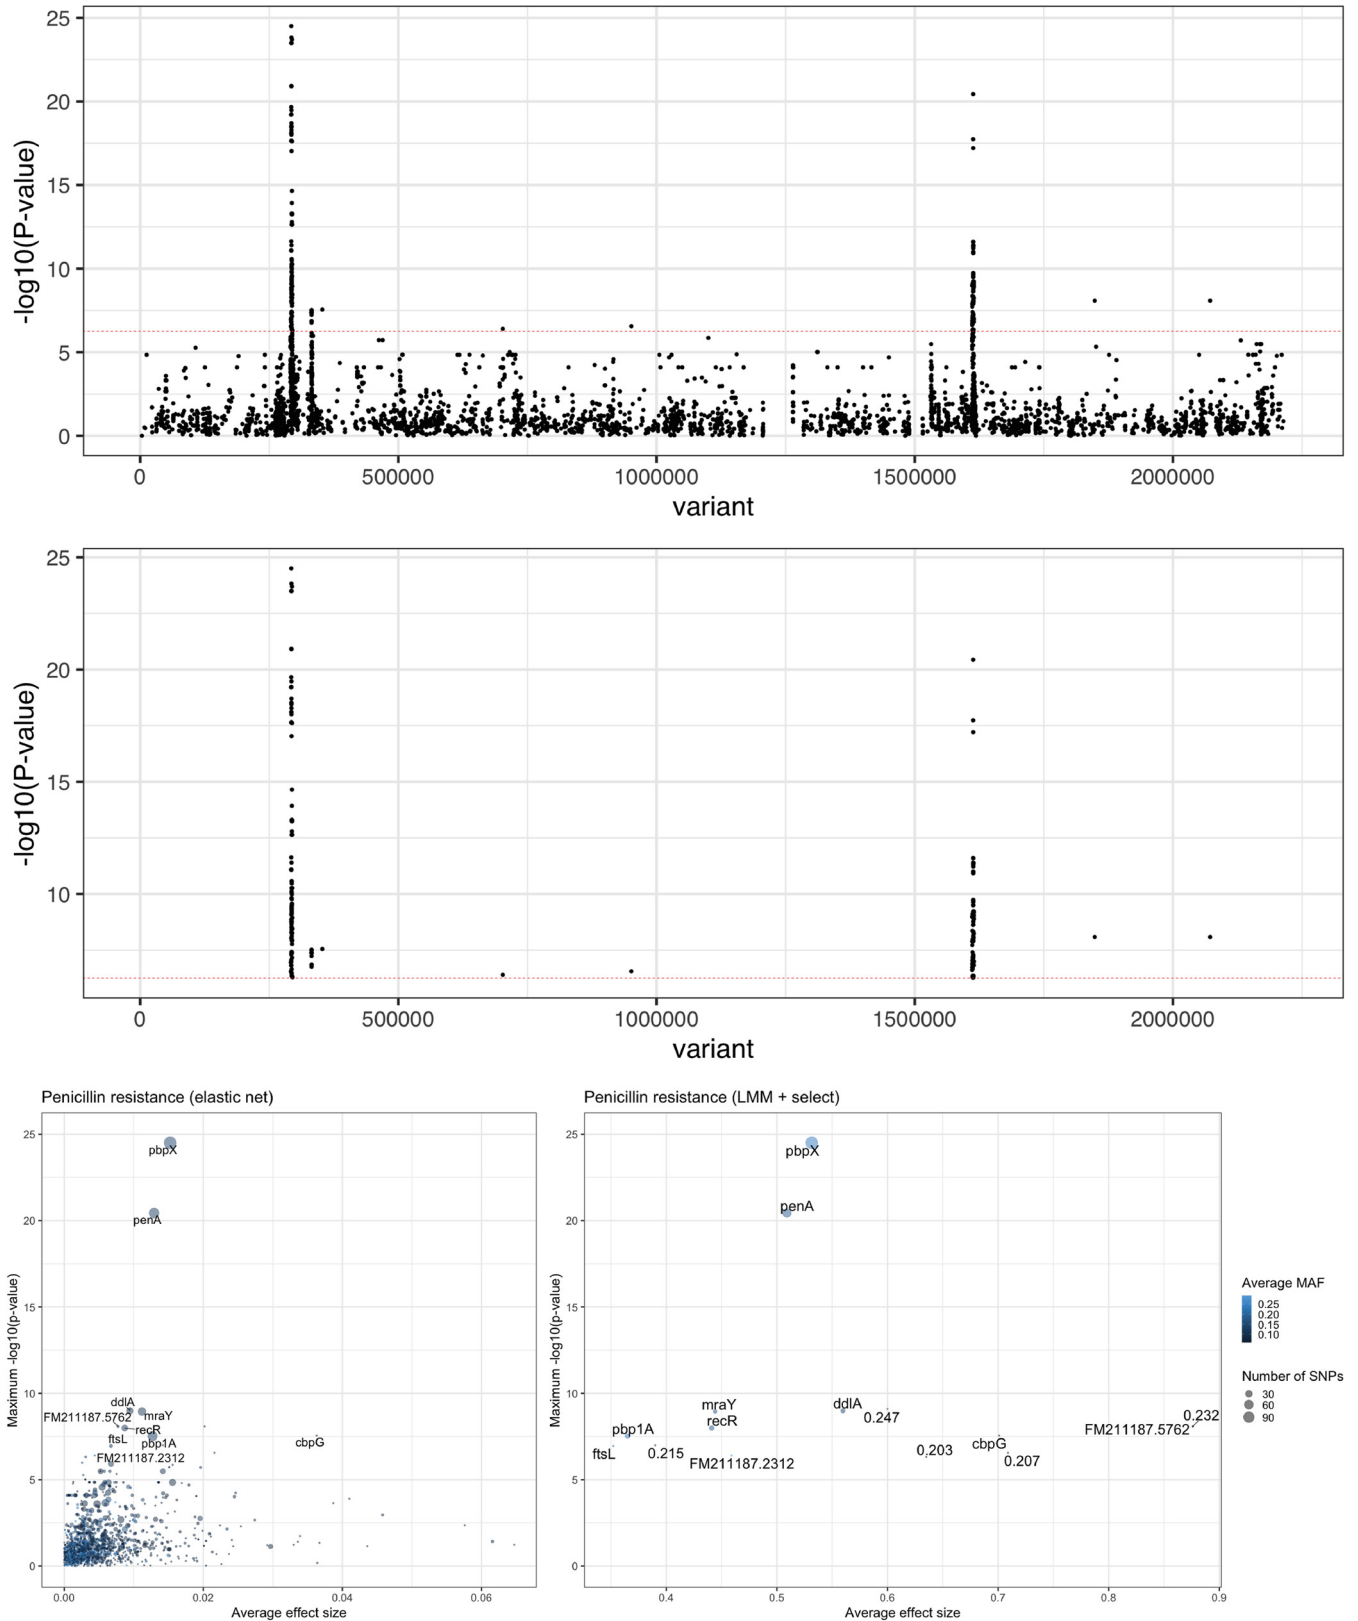 25
20
15
10
5
0
-log10(P-value)
0 500000 1000000 1500000 2000000
variant
25
20
15
10
-log10(P-value)
0 500000 1000000 1500000 2000000
variant
Penicillin resistance (elastic net)
25
20
15
10
5
0
Maximum -log10(p-value)
pbpX
penA
ddlA
FM211187.5762
mraY
recR
ftsL
pbp1A
cbpG
FM211187.2312
0.00 0.02 0.04 0.06
Average effect size
Penicillin resistance (LMM + select)
25
20
15
10
5
0
Maximum -log10(p-value)
pbpX
penA
mraY
ddlA
recR
0.247
0.232
pbp1A
FM211187.5762
cbpG
ftsL
0.215
0.203
FM211187.2312
0.207
0.4 0.5 0.6 0.7 0.8 0.9
Average effect size
Average MAF
0.25
0.20
0.15
0.10
Number of SNPs
30
60
90